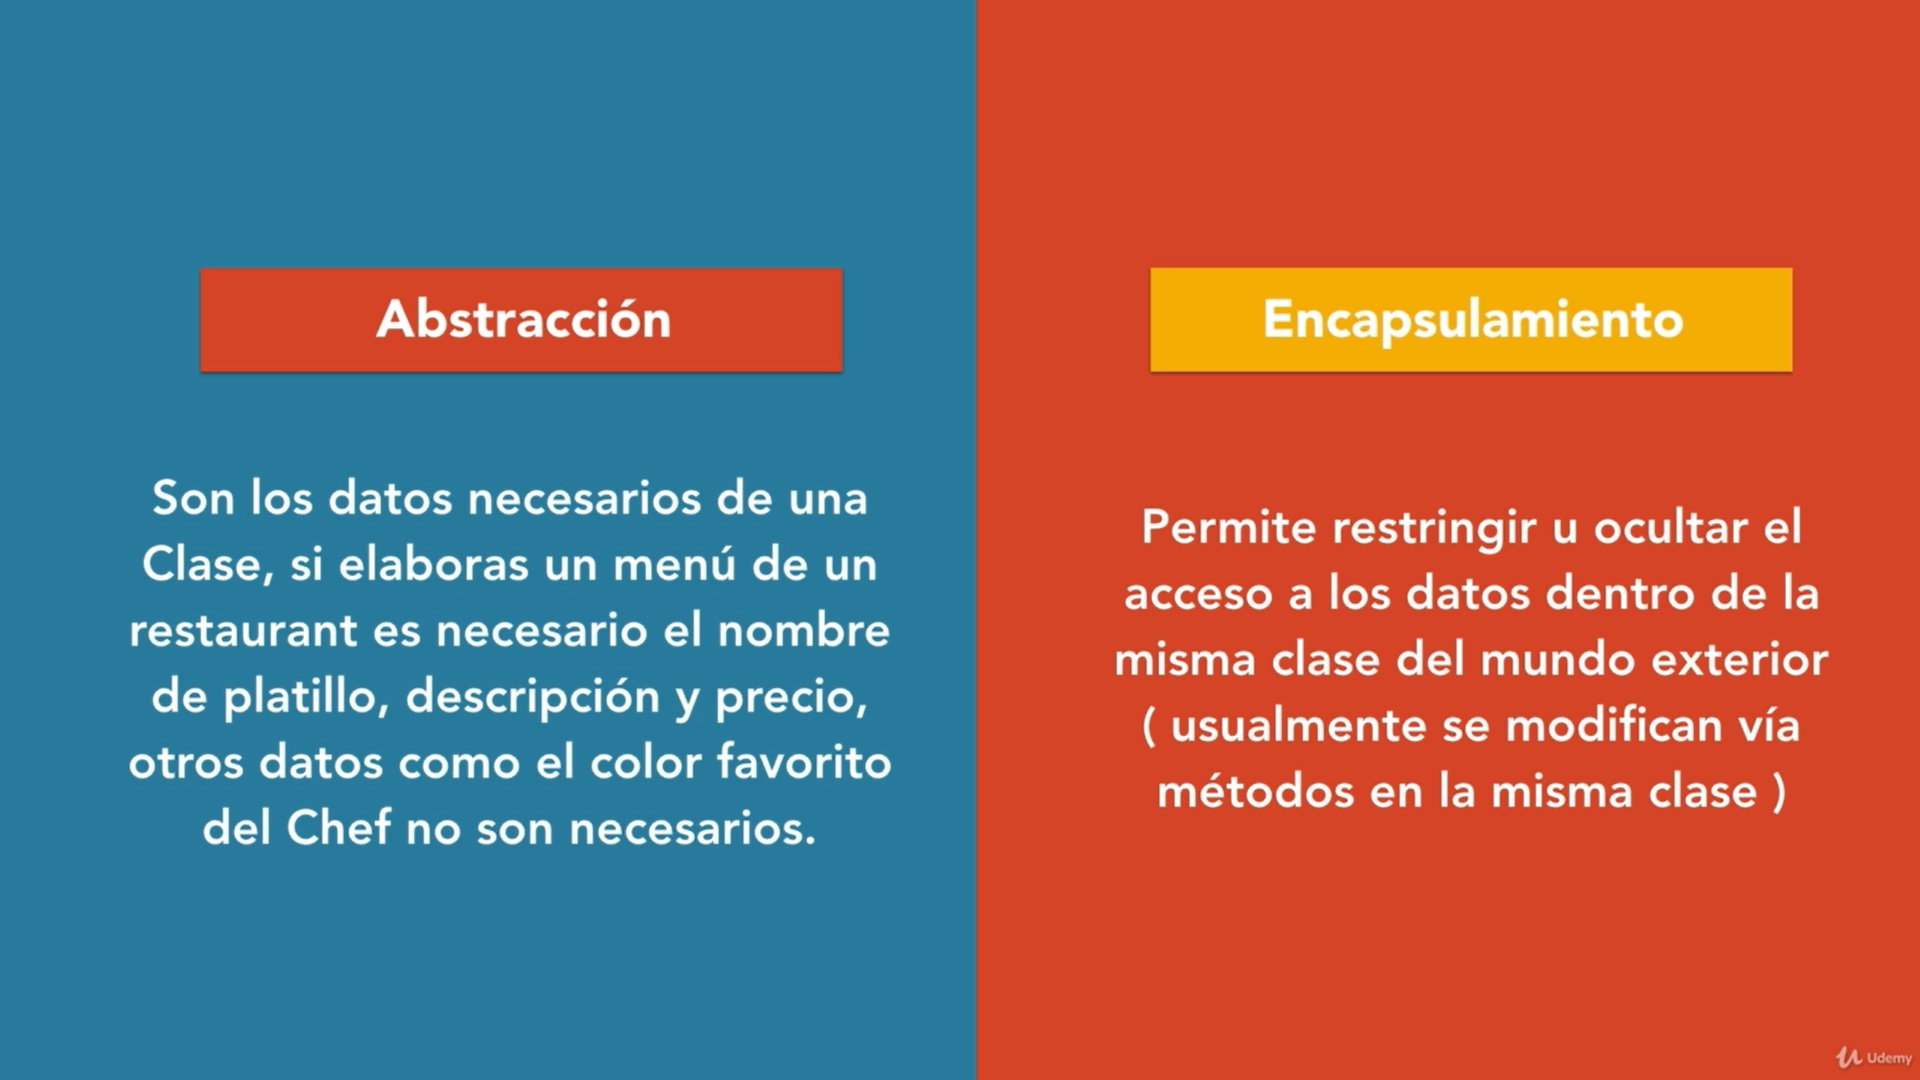 Abstracción
Son los datos necesarios de una
Clase, si elaboras un menú de un
restaurant es necesario el nombre
de platillo, descripción y precio,
otros datos como el color favorito
del Chef no son necesarios.
Encapsulamiento
Permite restringir u ocultar el
acceso a los datos dentro de la
misma clase del mundo exterior
( usualmente se modifican vía
métodos en la misma clase )
Udemy